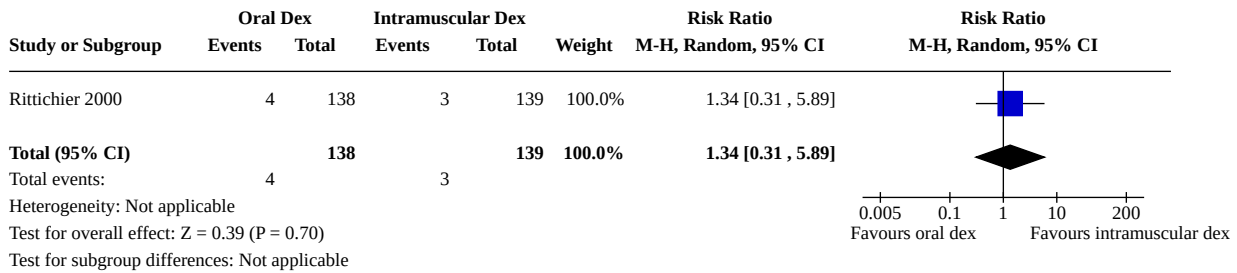 Oral Dex Intramuscular Dex Risk Ratio Risk Ratio
Study or Subgroup Events Total Events Total Weight M-H, Random, 95% CI M-H, Random, 95% CI
Rittichier 2000 4 138 3 139 100.0% 1.34 [0.31 , 5.89]
Total (95% CI) 138 139 100.0% 1.34 [0.31 , 5.89]
Total events: 4 3
Heterogeneity: Not applicable 0.005 0.1 1 10 200
Test for overall effect: Z = 0.39 (P = 0.70) Favours oral dex Favours intramuscular dex
Test for subgroup differences: Not applicable